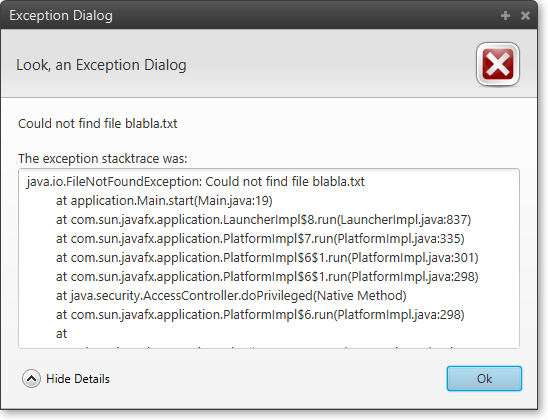 Exception Dialog
Look, an Exception Dialog
Could not find file blabla.txt
The exception stacktrace was:
java.io.FileNotFoundException: Could not find file blabla.txt
at application.Main.start(Main.java:19)
at com.sun.javafx.application.LauncherImpl$8.run(LauncherImpl.java:837)
at com.sun.javafx.application.PlatformImpl$7.run(PlatformImpl.java:335)
at com.sun.javafx.application.PlatformImpl$6$1.run(PlatformImpl.java:301)
at com.sun.javafx.application.PlatformImpl$6$1.run(PlatformImpl.java:298)
at java.security.AccessController.doPrivileged(Native Method)
at com.sun.javafx.application.PlatformImpl$6.run(PlatformImpl.java:298)
at
Hide Details
Ok